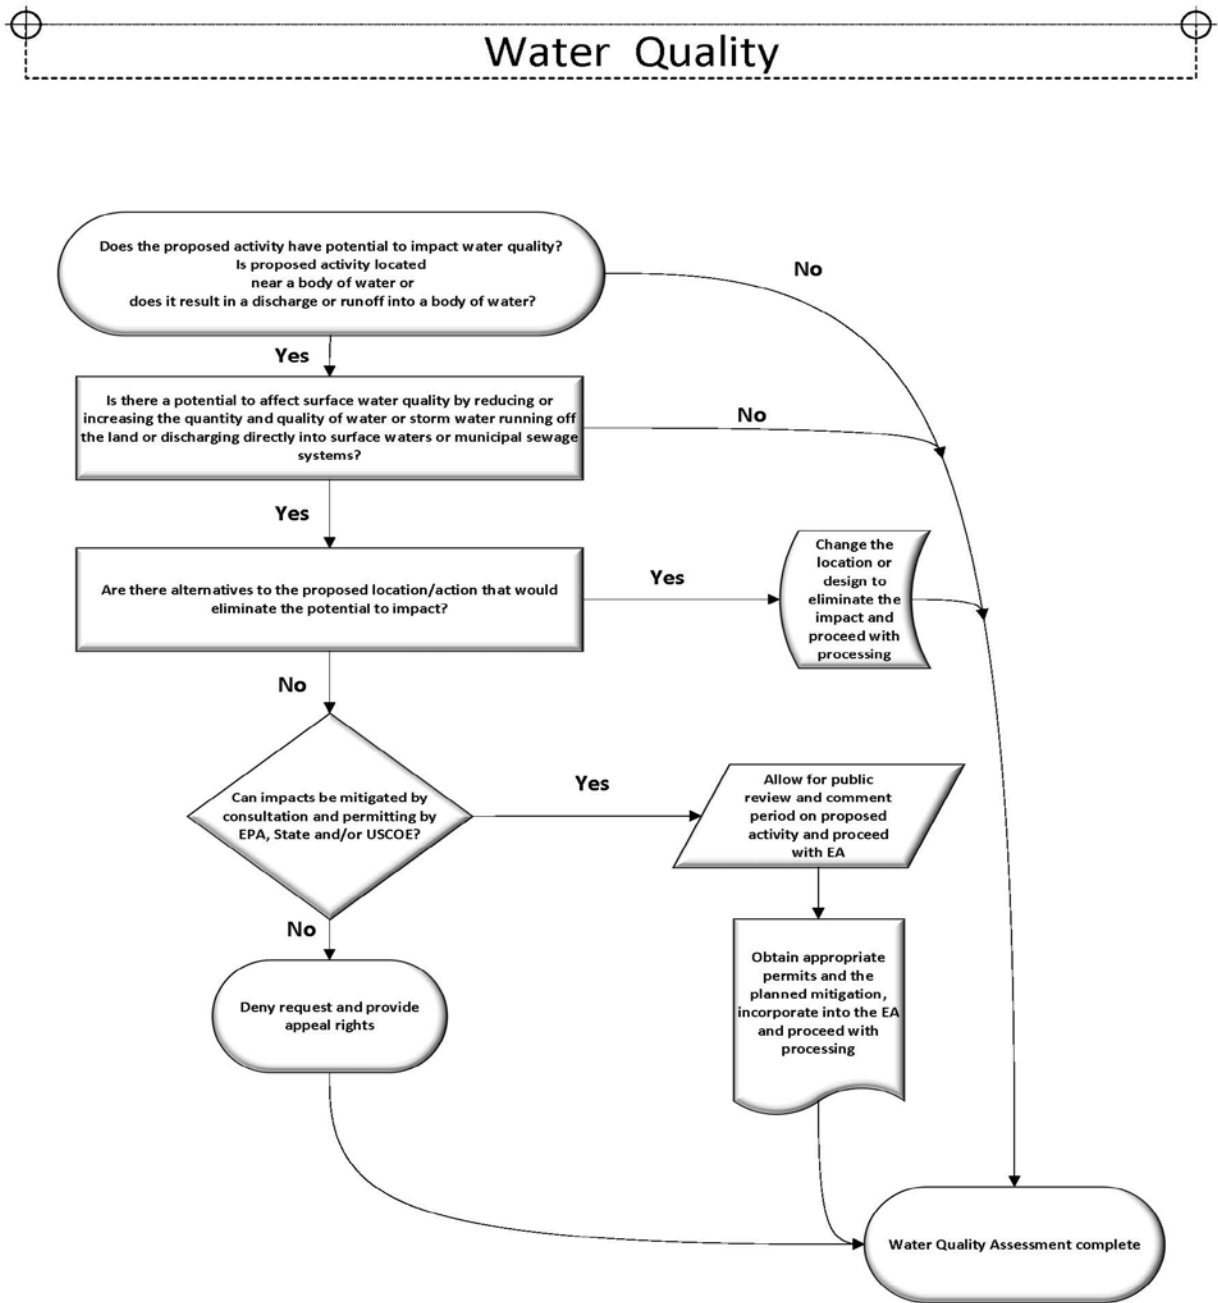 Water Quality
Does the proposed activity have potential to impact water quality?
Is proposed activity located
near a body of water or
does it result in a discharge or runoff into a body of water?
No
Yes
Is there a potential to affect surface water quality by reducing or
increasing the quantity and quality of water or storm water running off
the land or discharging directly into surface waters or municipal sewage
systems?
No
Yes
Are there alternatives to the proposed location/action that would
eliminate the potential to impact?
Yes
Change the
location or
design to
eliminate the
impact and
proceed with
processing
No
Can impacts be mitigated by
consultation and permitting by
EPA, State and/or USCOE?
Yes
Allow for public
review and comment
period on proposed
activity and proceed
with EA
No
Obtain appropriate
permits and the
planned mitigation,
incorporate into the EA
and proceed with
processing
Deny request and provide
appeal rights
Water Quality Assessment complete